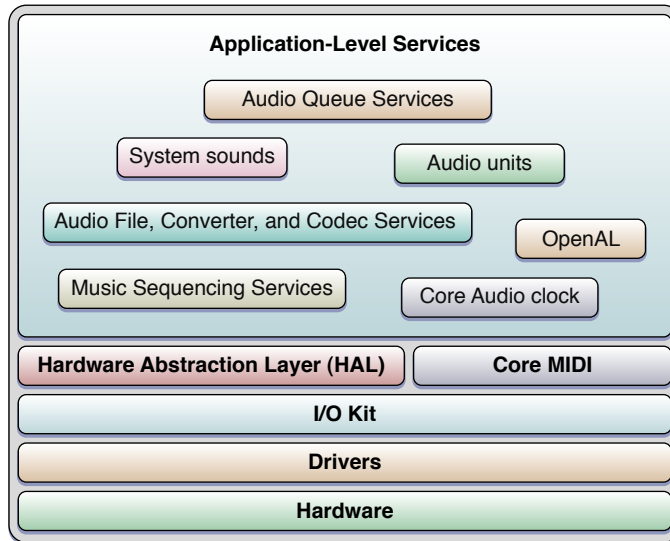 Application-Level Services
Audio Queue Services
System sounds
Audio units
Audio File, Converter, and Codec Services
OpenAL
Music Sequencing Services
Core Audio clock
Hardware Abstraction Layer (HAL)
Core MIDI
I/O Kit
Drivers
Hardware